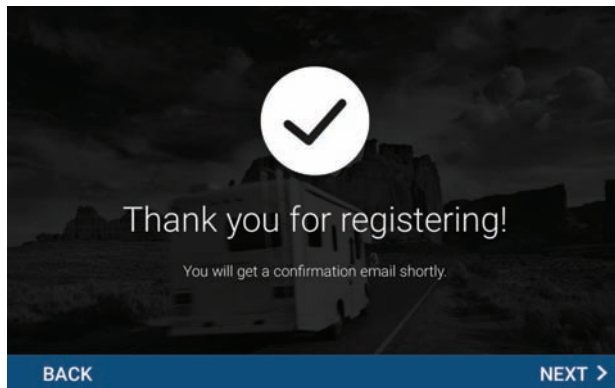 Thank you for registering!
You will get a confirmation email shortly.
BACK
NEXT >